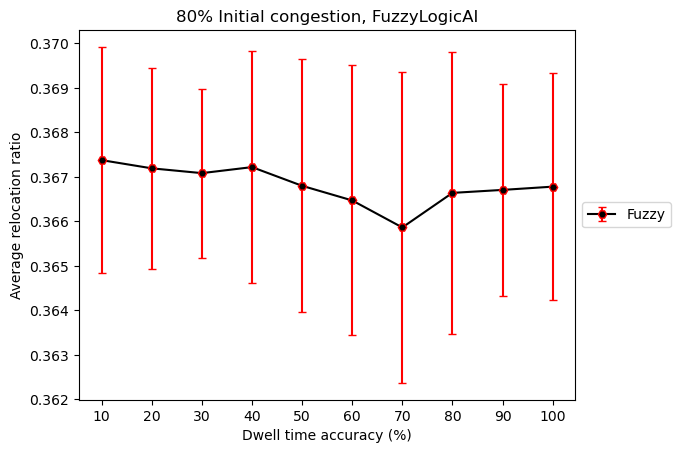 80% Initial congestion, FuzzyLogicAI
0.370
0.369
0.368
0.367
0.366
0.365
0.364
0.363
0.362
Average relocation ratio
Fuzzy
10 20 30 40 50 60 70 80 90 100
Dwell time accuracy (%)